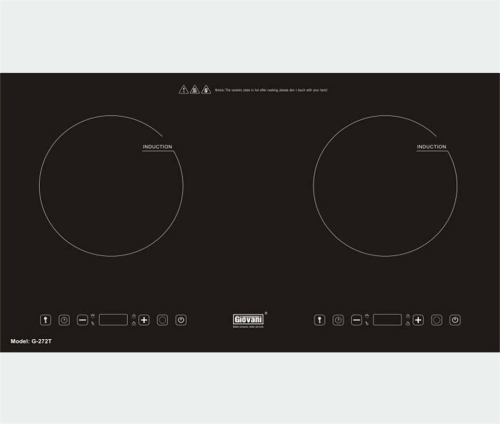 Notice: The ceramic plate is hot after cooking, please don't touch with your hand!
INDUCTION
INDUCTION
Giovani
Model: G-272T